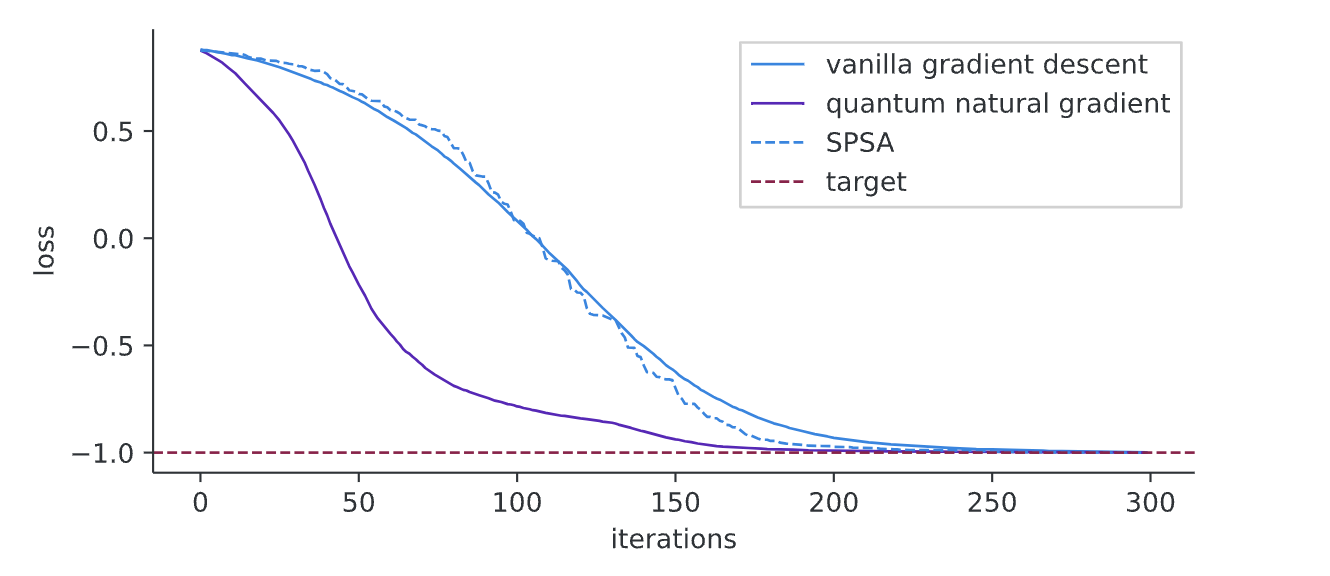 vanilla gradient descent
quantum natural gradient
SPSA
target
loss
0.5
0.0
−0.5
−1.0
0 50 100 150 200 250 300
iterations